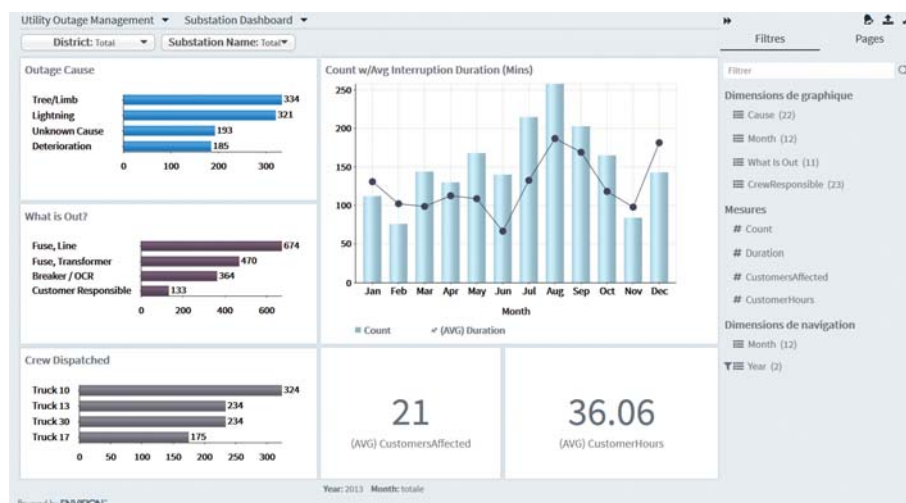 Utility Outage Management ▼ Substation Dashboard ▼
District: Total ▼ Substation Name: Total▼
Filtres Pages
Filtrer
Outage Cause
Tree/Limb 334
Lightning 321
Unknown Cause 193
Deterioration 185
0 100 200 300
What is Out?
Fuse, Line 674
Fuse, Transformer 470
Breaker / OCR 364
Customer Responsible 133
0 200 400 600
Crew Dispatched
Truck 10 324
Truck 13 234
Truck 30 234
Truck 17 175
0 50 100 150 200 250 300
Count w/Avg Interruption Duration (Mins)
250
200
150
100
50
0
Jan Feb Mar Apr May Jun Jul Aug Sep Oct Nov Dec
Month
Count (AVG) Duration
21
(AVG) CustomersAffected
36.06
(AVG) CustomerHours
Year: 2013 Month: totale
Dimensions de graphique
Cause (22)
Month (12)
What Is Out (11)
CrewResponsible (23)
Mesures
# Count
# Duration
# CustomersAffected
# CustomerHours
Dimensions de navigation
Month (12)
Year (2)